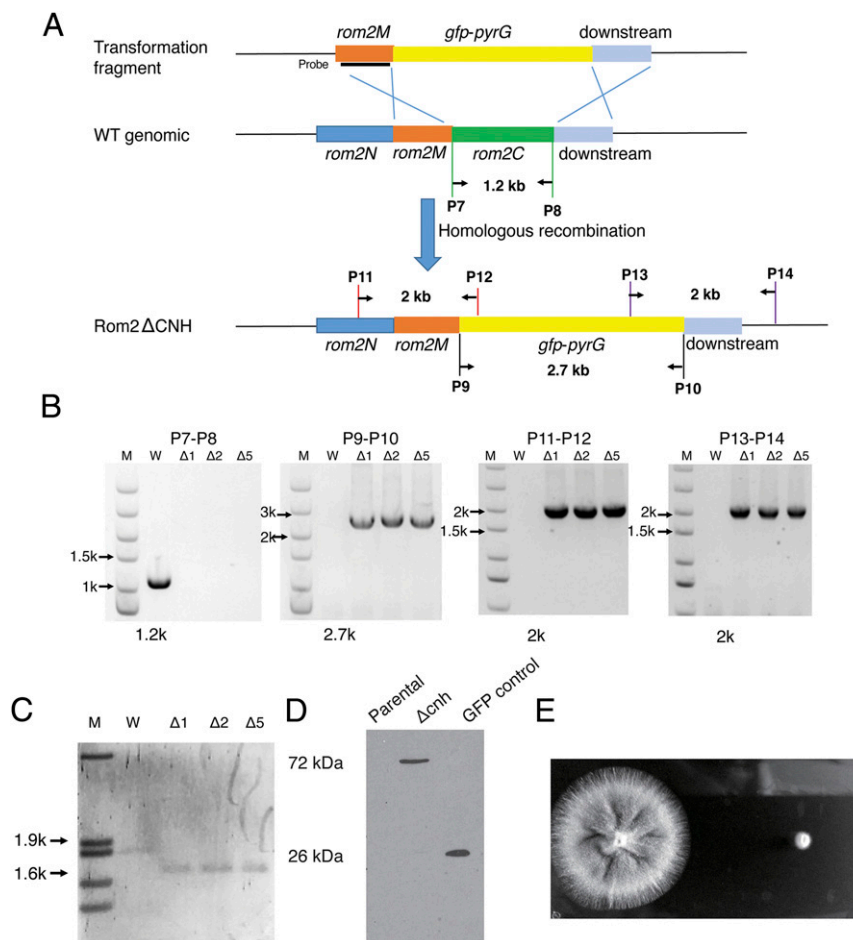 A
rom2M gfp-pyrG downstream
Transformation
fragment
Probe
WT genomic
rom2N rom2M rom2C downstream
1.2 kb
P7 P8
Homologous recombination
P11 P12 P13 P14
2 kb 2 kb
Rom2ΔCNH
rom2N rom2M gfp-pyrG downstream
2.7 kb
P9 P10
B
P7-P8 P9-P10 P11-P12 P13-P14
M W Δ1 Δ2 Δ5 M W Δ1 Δ2 Δ5 M W Δ1 Δ2 Δ5 M W Δ1 Δ2 Δ5
3k 2k 2k
2k 1.5k 1.5k
1.5k
1k
1.2k 2.7k 2k 2k
C D E
M W Δ1 Δ2 Δ5
Parental Δcnh GFP control
72 kDa
1.9k
26 kDa
1.6k